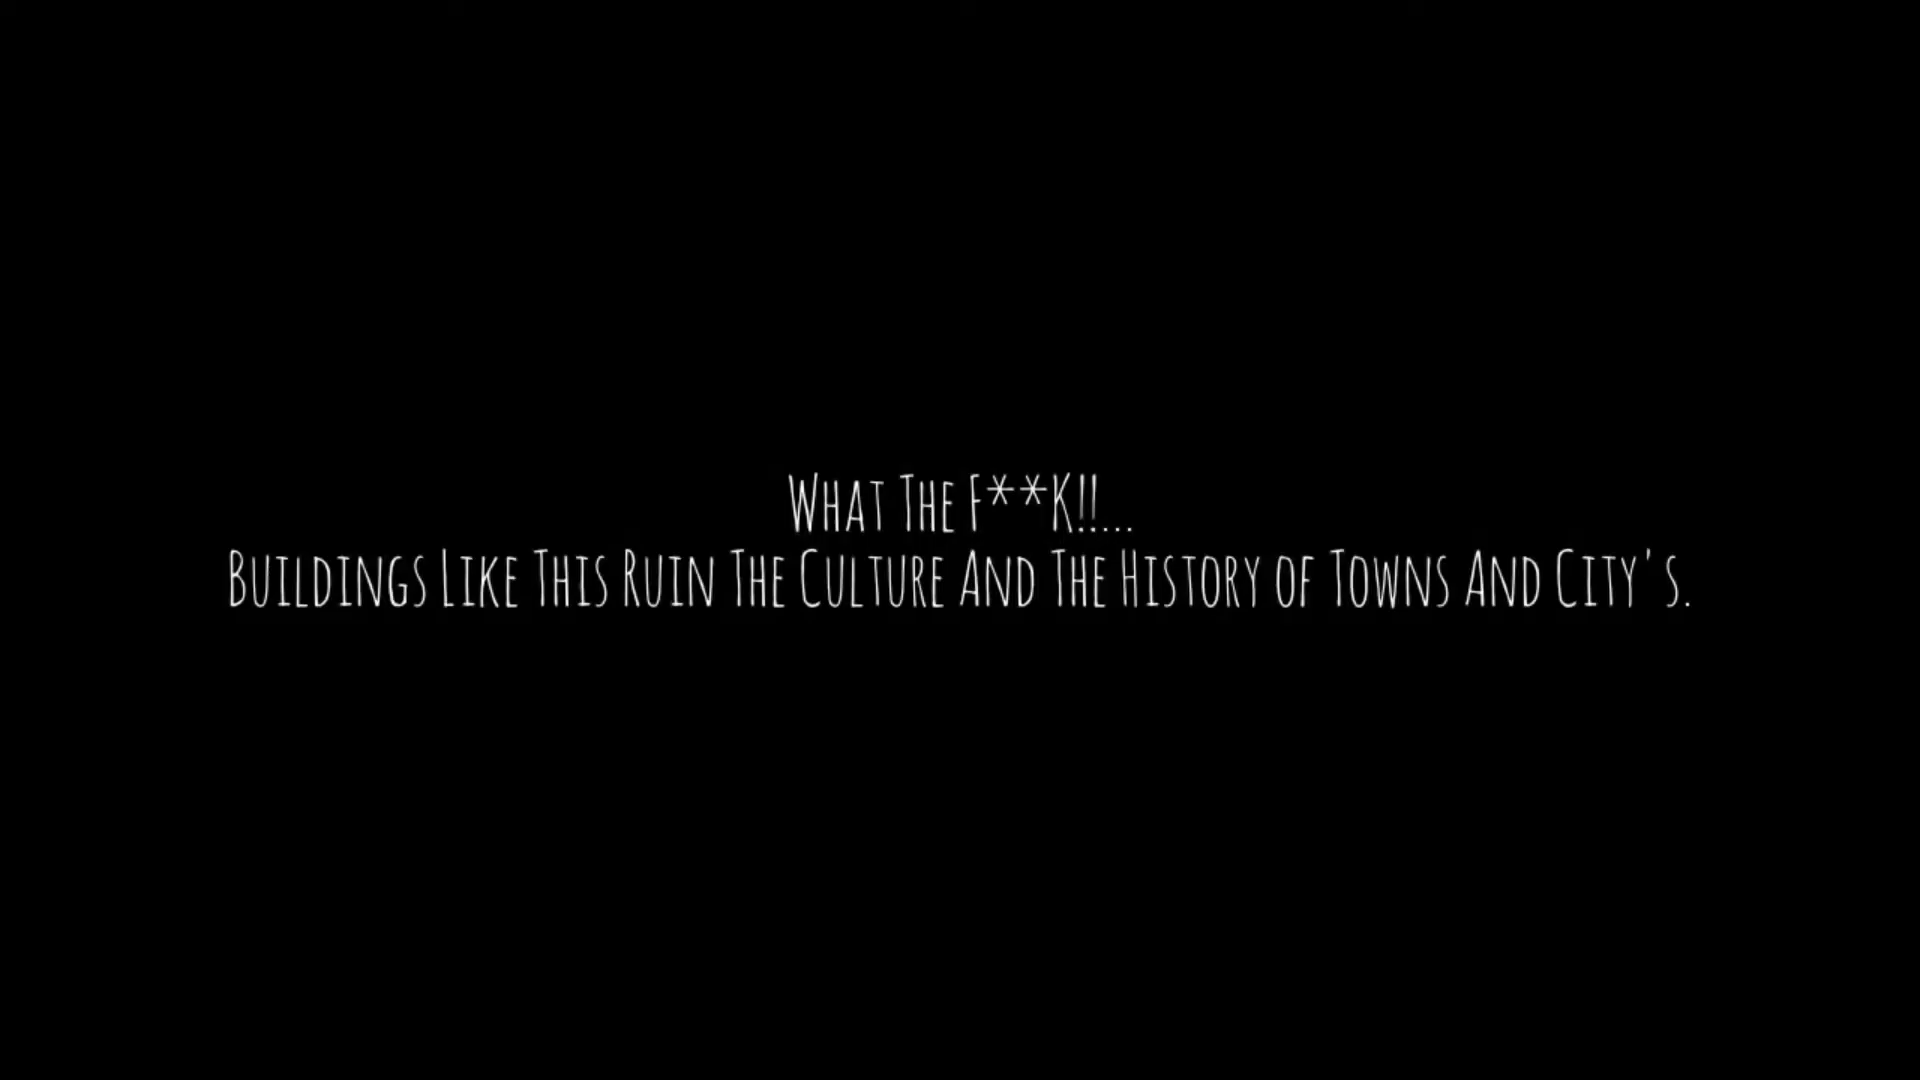 What The F**K!!...
Buildings Like This Ruin The Culture And The History of Towns And City's.